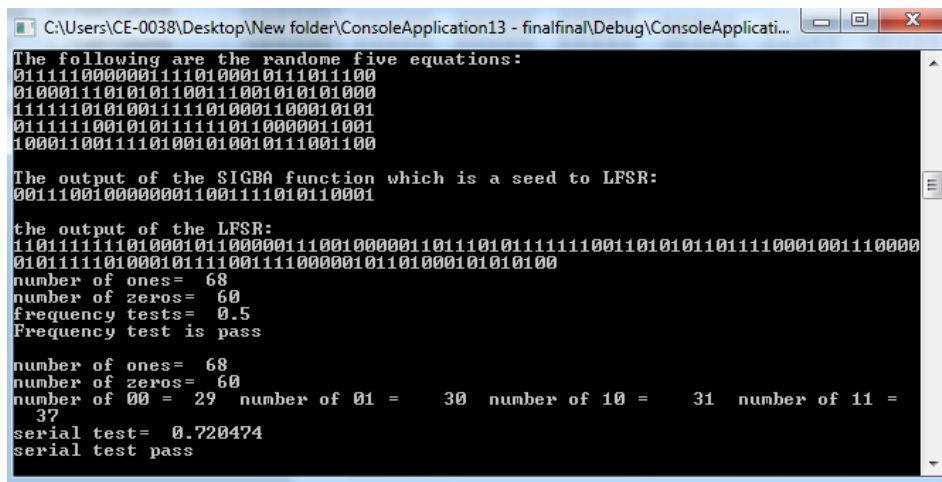 C:\Users\CE-0038\Desktop\New folder\ConsoleApplication13 - finalfinal\Debug\ConsoleApplicati...
The following are the randome five equations:
01111100000011110100010111011100
01000111010101100111001010101000
11111101010011111010001100010101
01111110010101111110110000011001
10001100111101001010010111001100
The output of the SIGBA function which is a seed to LFSR:
00111001000000011001111010110001
the output of the LFSR:
11011111110100010110000011100100000110111010111111100110101011011110001001110000
010111110100010111100111100000101101000101010100
number of ones= 68
number of zeros= 60
frequency tests= 0.5
Frequency test is pass
number of ones= 68
number of zeros= 60
number of 00 = 29 number of 01 = 30 number of 10 = 31 number of 11 =
37
serial test= 0.720474
serial test pass